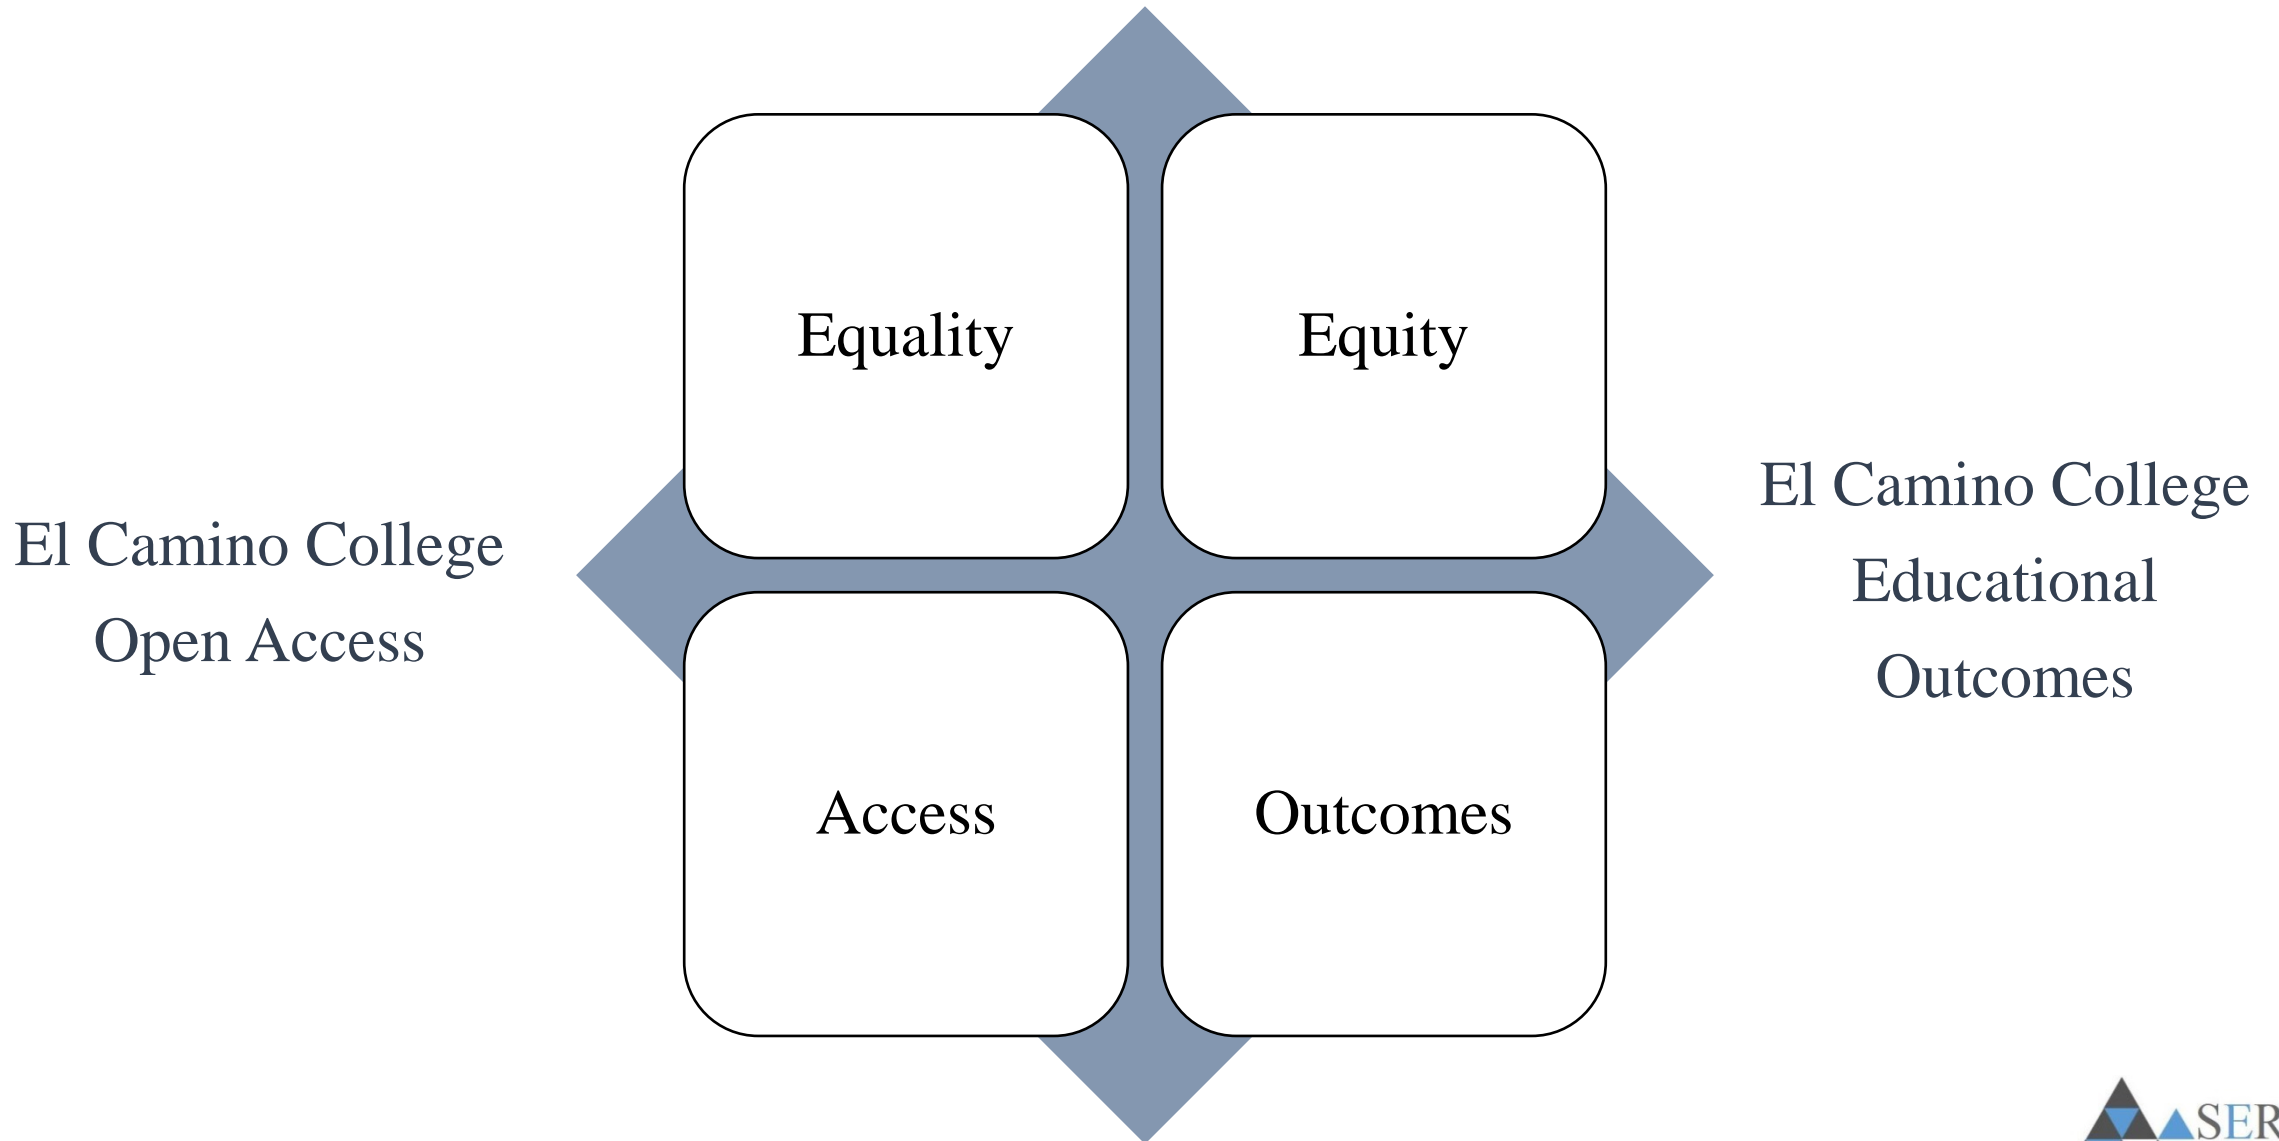 Equality
Equity
El Camino College
Open Access
El Camino College
Educational
Outcomes
Access
Outcomes
SER